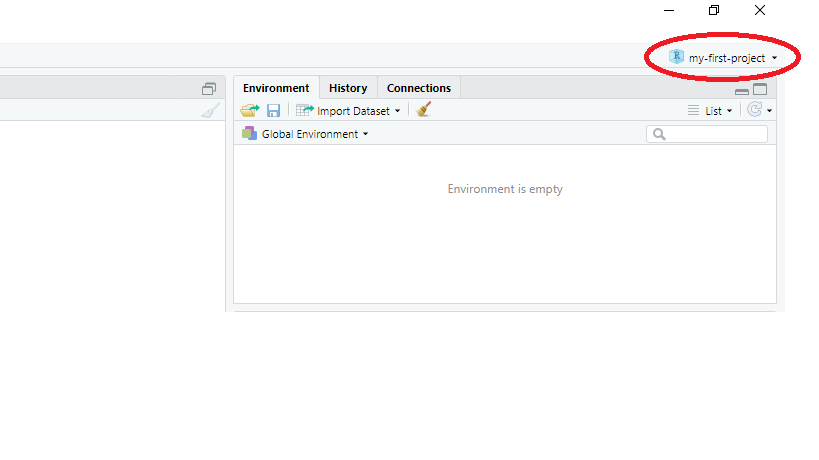 R my-first-project
Environment History Connections
Import Dataset List
Global Environment
Environment is empty